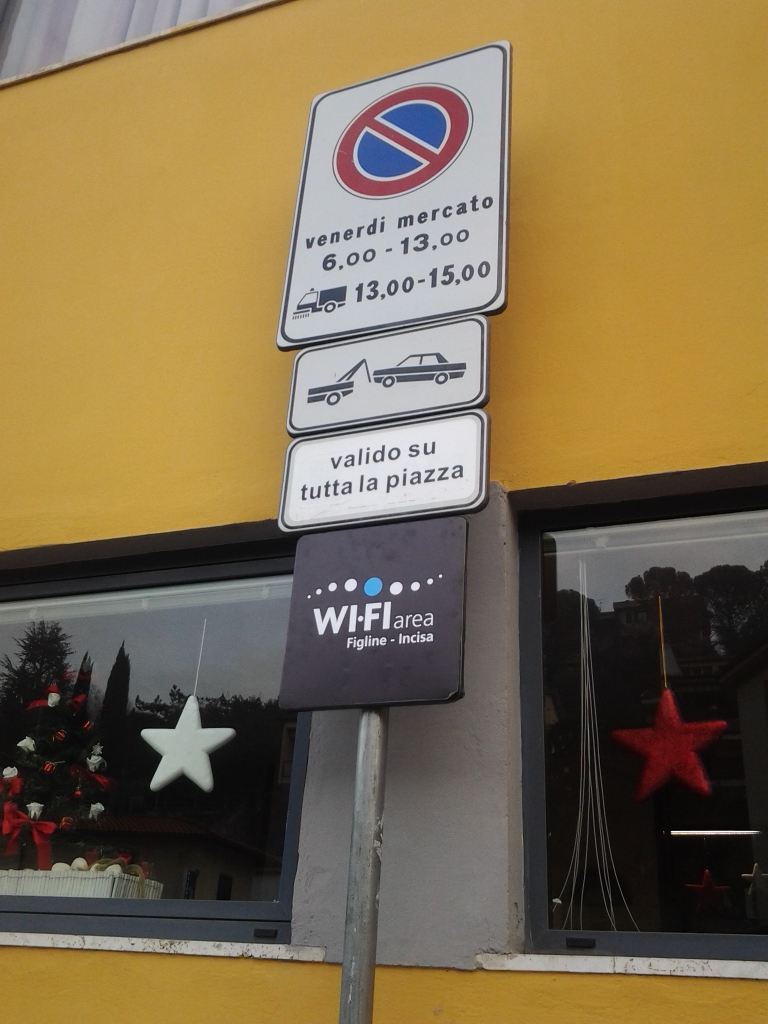 venerdi mercato
6,00 - 13,00
13,00-15,00
valido su
tutta la piazza
WI-FI area
Figline - Incisa